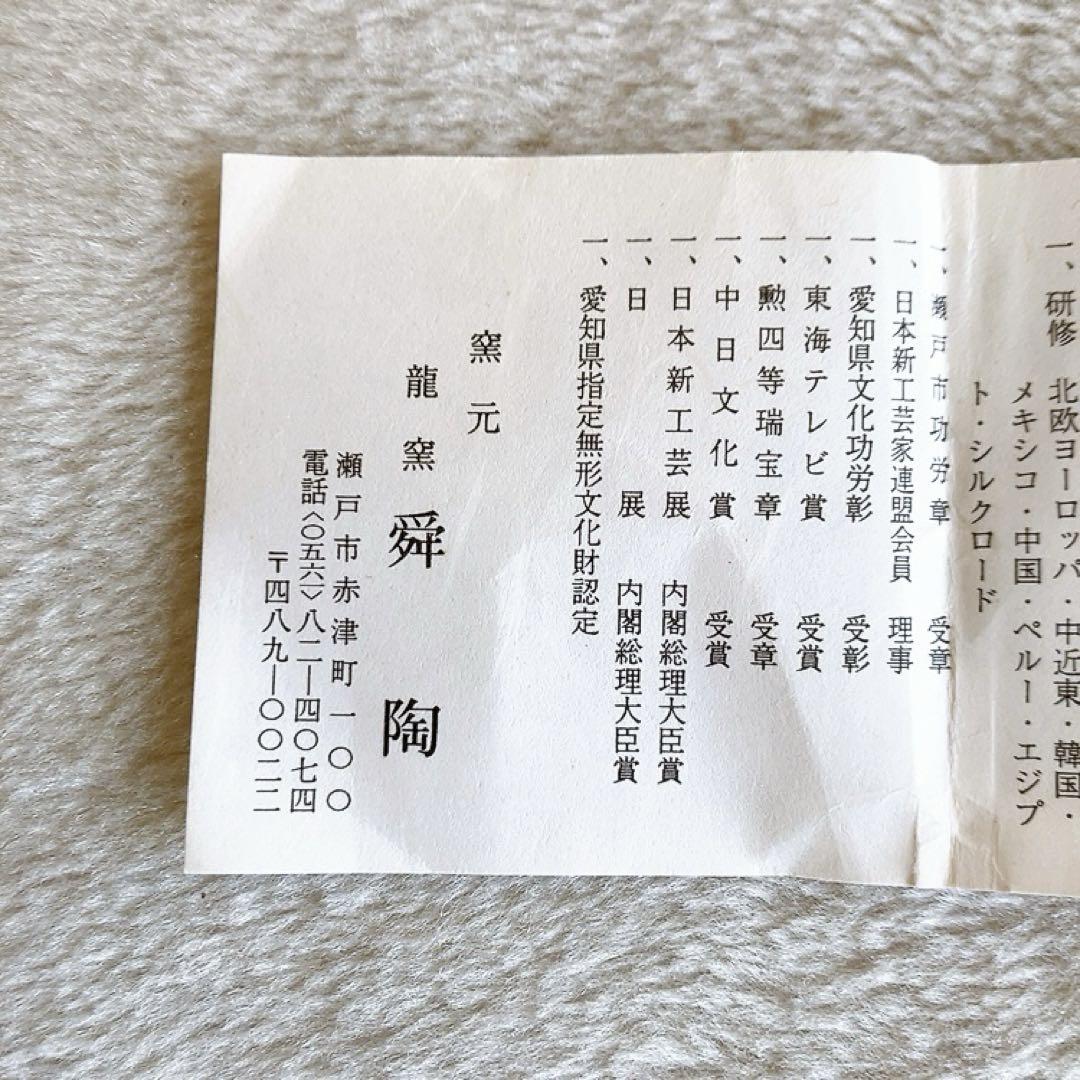 一、研修 北欧ヨーロッパ・中近東・韓国・
メキシコ・中国・ペルー・エジプ
ト・シルクロード
一、瀬戸市功労章 受章
一、日本新工芸家連盟会員 理事
一、愛知県文化功労彰 受彰
一、東海テレビ賞 受賞
一、勲四等瑞宝章 受章
一、中日文化賞 受賞
一、日本新工芸展 内閣総理大臣賞
一、日展 内閣総理大臣賞
一、愛知県指定無形文化財認定
窯元
龍窯 舜陶
瀬戸市赤津町一〇〇
電話〈〇五六一〉八二―四〇七四
〒四八九―〇〇二二